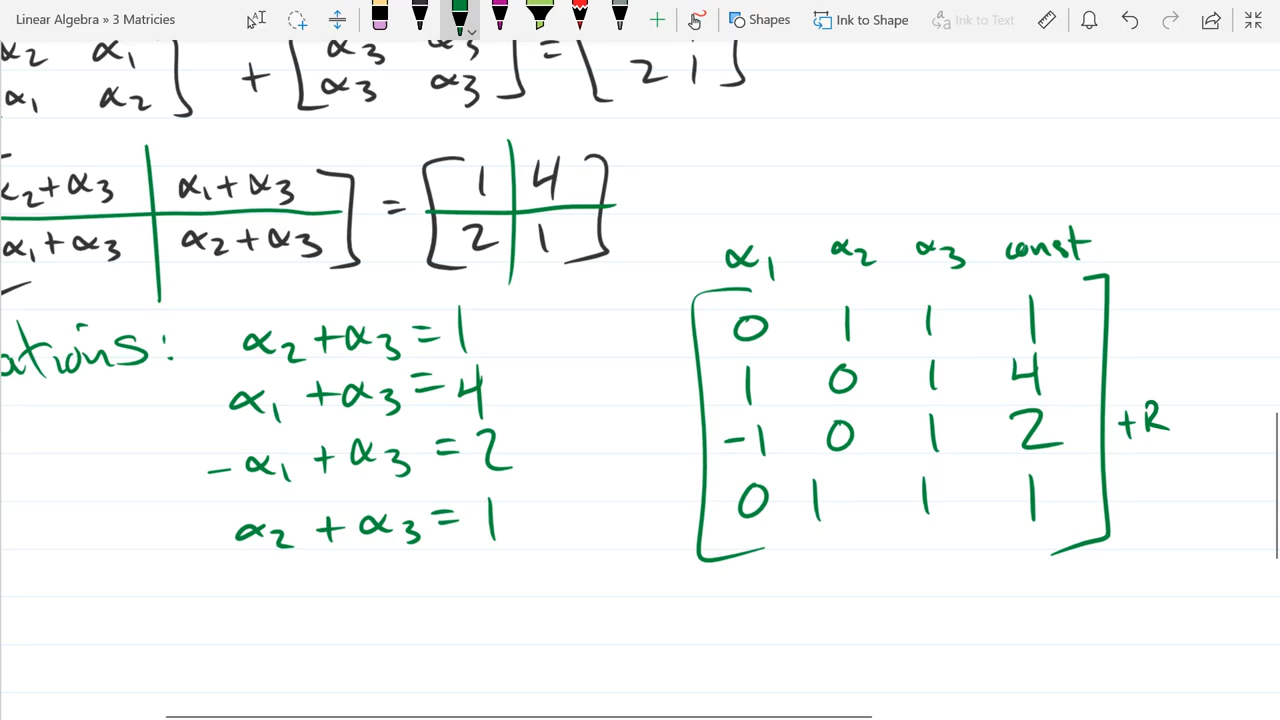 Linear Algebra » 3 Matricies Shapes Ink to Shape Ink to Text
α2 α1 ] + [ α3 α3 ] = [
α1 α2 α3 α3 2 1 ]
α2+α3 | α1+α3 ] = [ 1 | 4 ]
α1+α3 | α2+α3 2 | 1
ations: α2+α3=1
α1 +α3=4
-α1 + α3 = 2
α2 + α3 = 1
α1 α2 α3 const
0 1 1 1
1 0 1 4
-1 0 1 2 +R
0 1 1 1